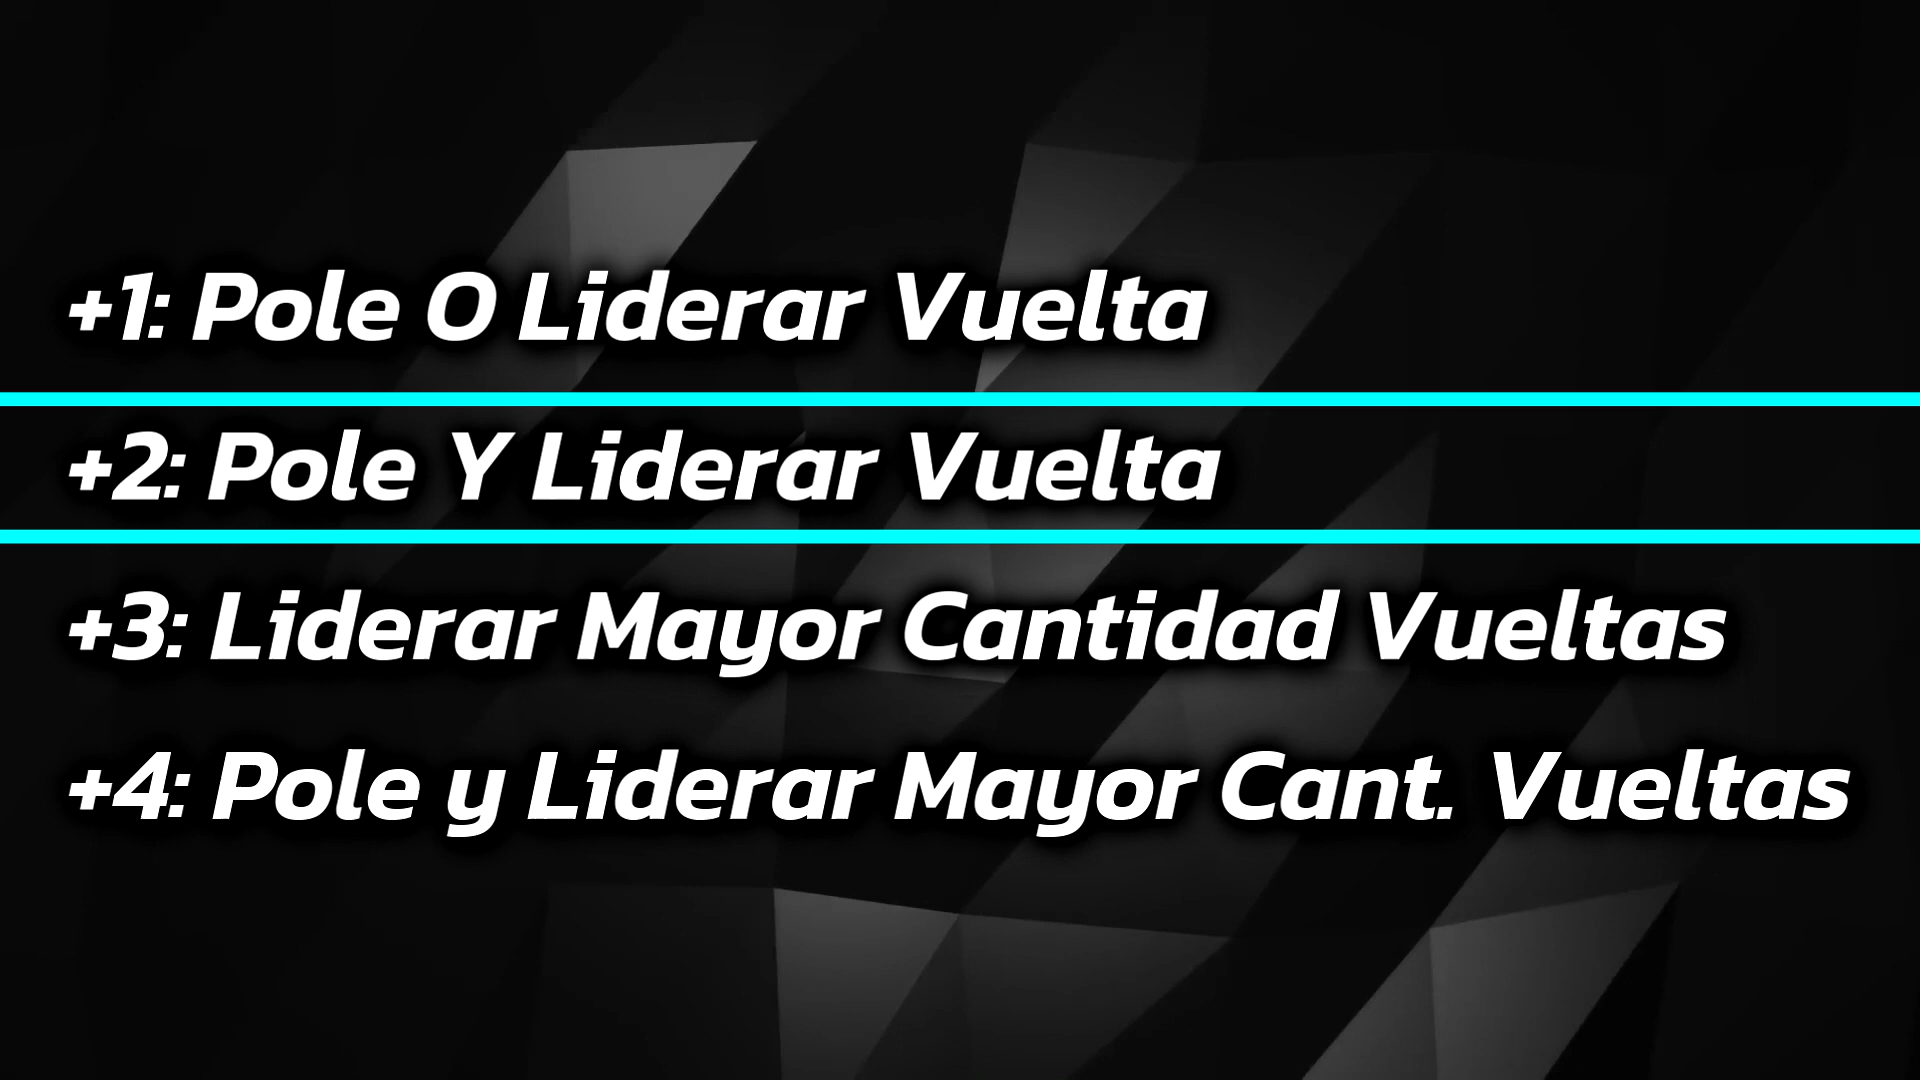 +1: Pole O Liderar Vuelta
+2: Pole Y Liderar Vuelta
+3: Liderar Mayor Cantidad Vueltas
+4: Pole y Liderar Mayor Cant. Vueltas